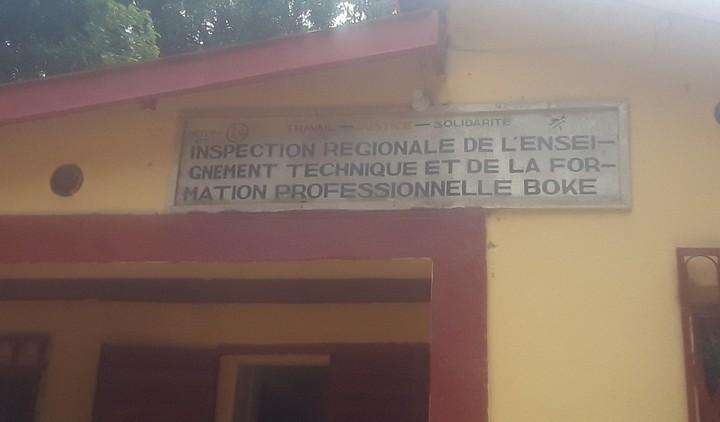 TRAVAIL — JUSTICE — SOLIDARITE
INSPECTION REGIONALE DE L'ENSEI-
GNEMENT TECHNIQUE ET DE LA FOR-
MATION PROFESSIONNELLE BOKE